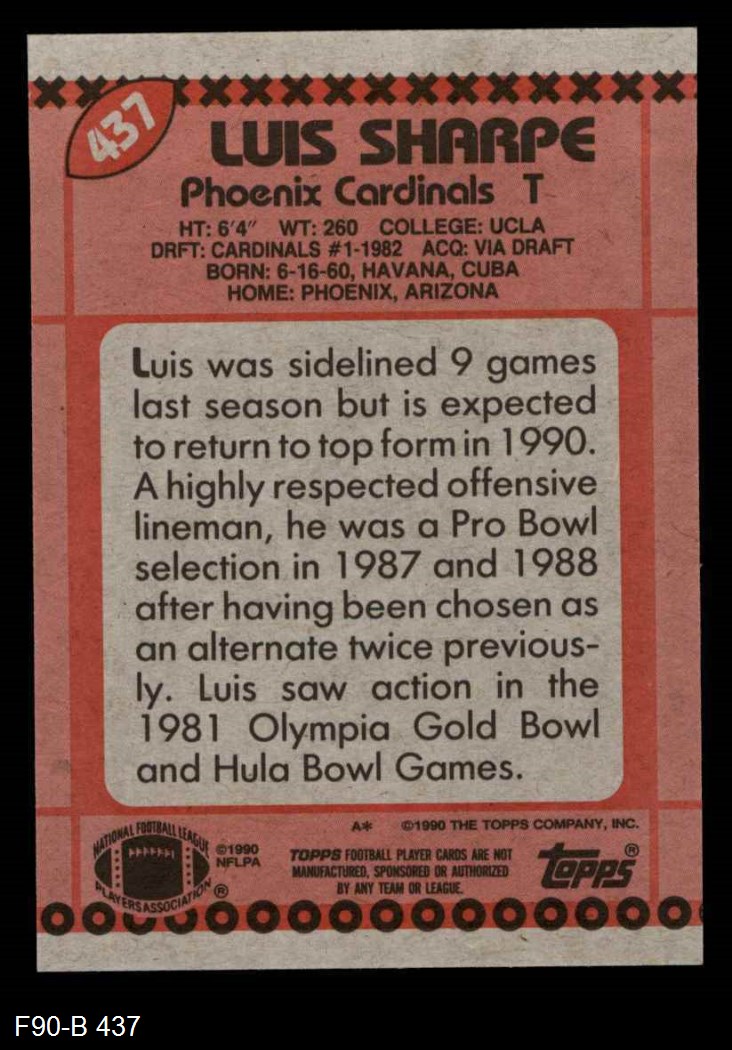 437
LUIS SHARPE
Phoenix Cardinals T
HT: 6'4" WT: 260 COLLEGE: UCLA
DRFT: CARDINALS #1-1982 ACQ: VIA DRAFT
BORN: 6-16-60, HAVANA, CUBA
HOME: PHOENIX, ARIZONA
Luis was sidelined 9 games
last season but is expected
to return to top form in 1990.
A highly respected offensive
lineman, he was a Pro Bowl
selection in 1987 and 1988
after having been chosen as
an alternate twice previous-
ly. Luis saw action in the
1981 Olympia Gold Bowl
and Hula Bowl Games.
A* ©1990 THE TOPPS COMPANY, INC.
NATIONAL FOOTBALL LEAGUE
PLAYERS ASSOCIATION ®
©1990
NFLPA
TOPPS FOOTBALL PLAYER CARDS ARE NOT
MANUFACTURED, SPONSORED OR AUTHORIZED
BY ANY TEAM OR LEAGUE.
topps®
F90-B 437